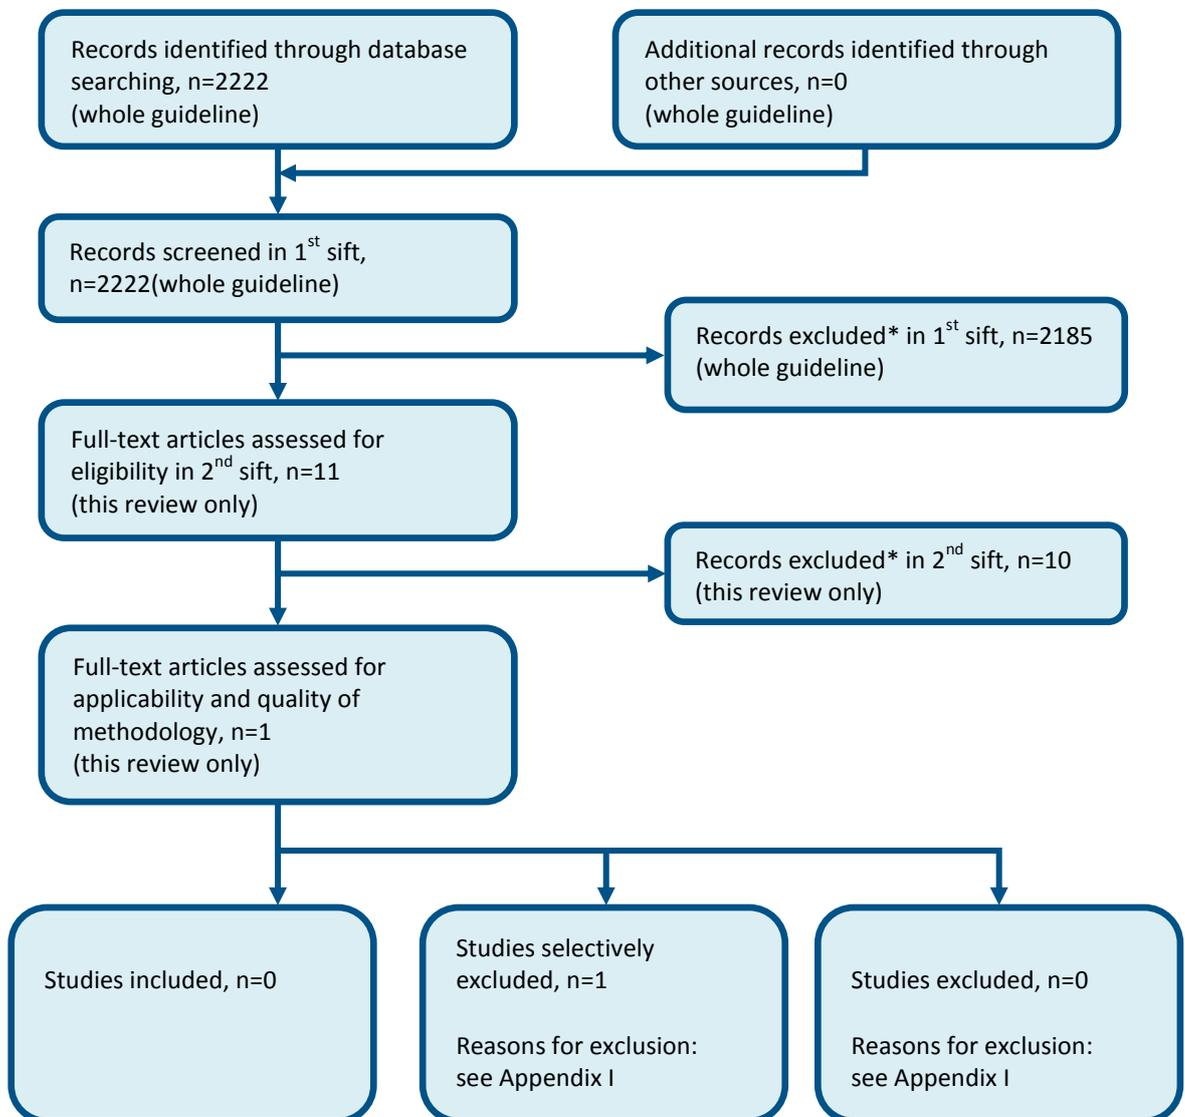 Records identified through database
searching, n=2222
(whole guideline)
Additional records identified through
other sources, n=0
(whole guideline)
Records screened in 1st sift,
n=2222(whole guideline)
Records excluded* in 1st sift, n=2185
(whole guideline)
Full-text articles assessed for
eligibility in 2nd sift, n=11
(this review only)
Records excluded* in 2nd sift, n=10
(this review only)
Full-text articles assessed for
applicability and quality of
methodology, n=1
(this review only)
Studies included, n=0
Studies selectively
excluded, n=1
Reasons for exclusion:
see Appendix I
Studies excluded, n=0
Reasons for exclusion:
see Appendix I